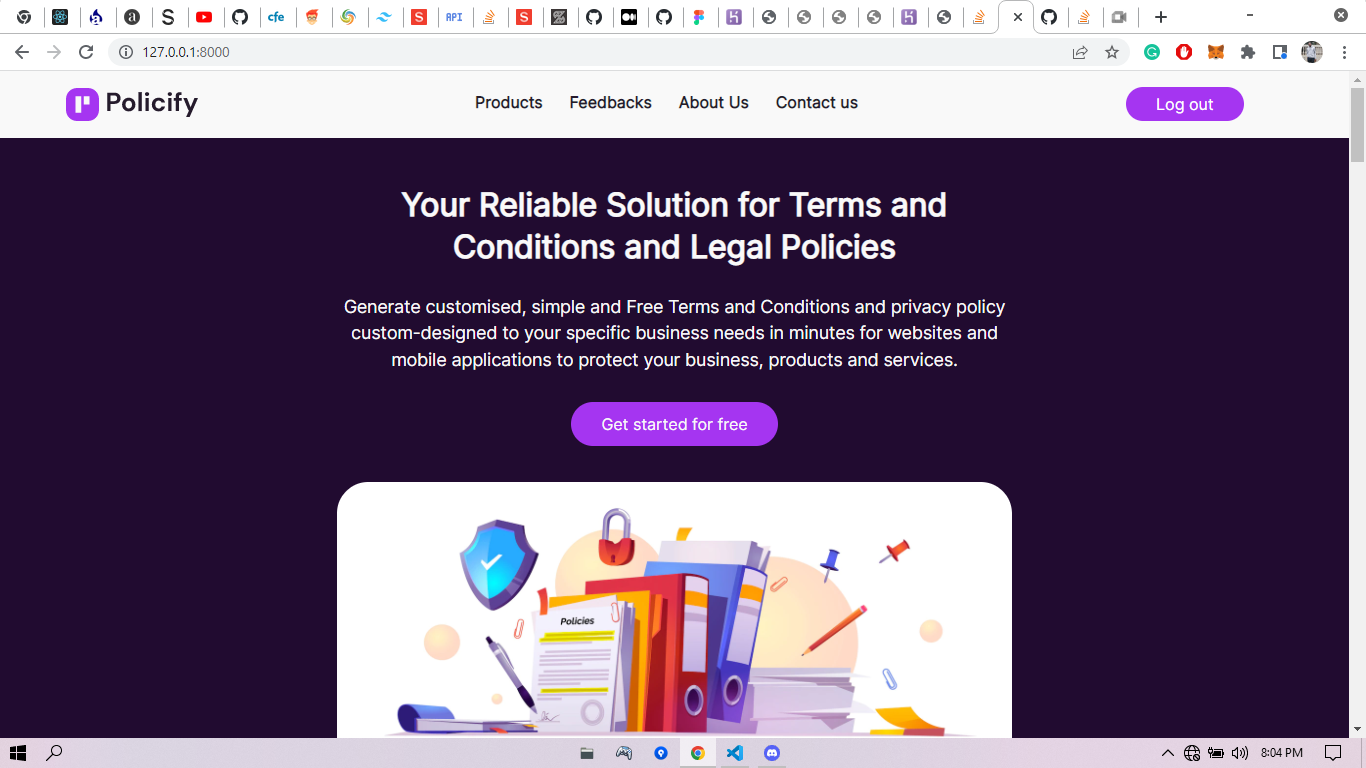 cfe
S
API
S
127.0.0.1:8000
Policify
Products
Feedbacks
About Us
Contact us
Log out
Your Reliable Solution for Terms and
Conditions and Legal Policies
Generate customised, simple and Free Terms and Conditions and privacy policy
custom-designed to your specific business needs in minutes for websites and
mobile applications to protect your business, products and services.
Get started for free
Policies
8:04 PM